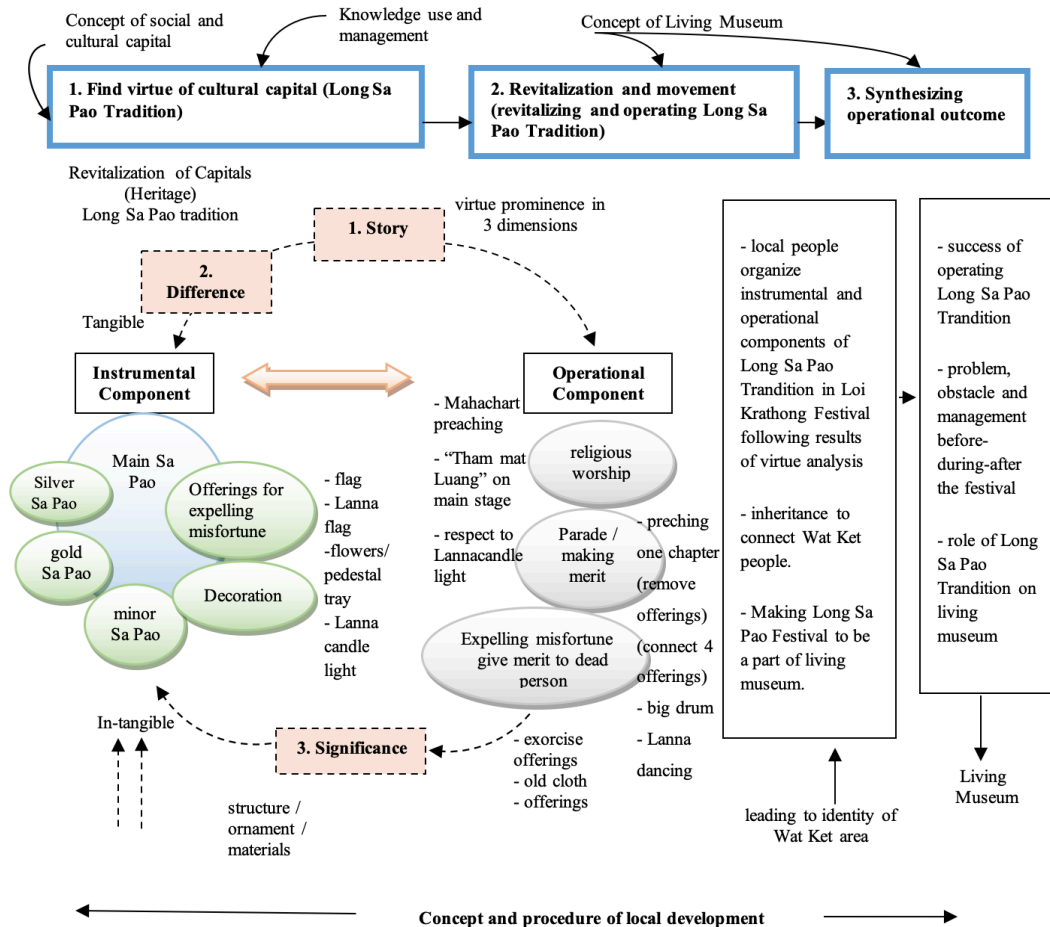 Concept of social and
cultural capital
Knowledge use and
management
Concept of Living Museum
1. Find virtue of cultural capital (Long Sa
Pao Tradition)
2. Revitalization and movement
(revitalizing and operating Long Sa
Pao Tradition)
3. Synthesizing
operational outcome
Revitalization of Capitals
(Heritage)
Long Sa Pao tradition
1. Story
virtue prominence in
3 dimensions
2.
Difference
Tangible
Instrumental
Component
Operational
Component
Main Sa
Pao
Silver
Sa Pao
gold
Sa Pao
minor
Sa Pao
Offerings for
expelling
misfortune
Decoration
- flag
- Lanna
flag
-flowers/
pedestal
tray
- Lanna
candle
light
- Mahachart
preaching
- “Tham mat
Luang” on
main stage
- respect to
Lannacandle
light
religious
worship
Parade /
making
merit
Expelling misfortune
give merit to dead
person
- preching
one chapter
(remove
offerings)
(connect 4
offerings)
- big drum
- Lanna
dancing
In-tangible
3. Significance
- exorcise
offerings
- old cloth
- offerings
structure /
ornament /
materials
- local people
organize
instrumental and
operational
components of
Long Sa Pao
Trandition in Loi
Krathong Festival
following results
of virtue analysis
- inheritance to
connect Wat Ket
people.
- Making Long Sa
Pao Festival to be
a part of living
museum.
- success of
operating
Long Sa Pao
Trandition
- problem,
obstacle and
management
before-
during-after
the festival
- role of Long
Sa Pao
Trandition on
living
museum
leading to identity of
Wat Ket area
Living
Museum
Concept and procedure of local development